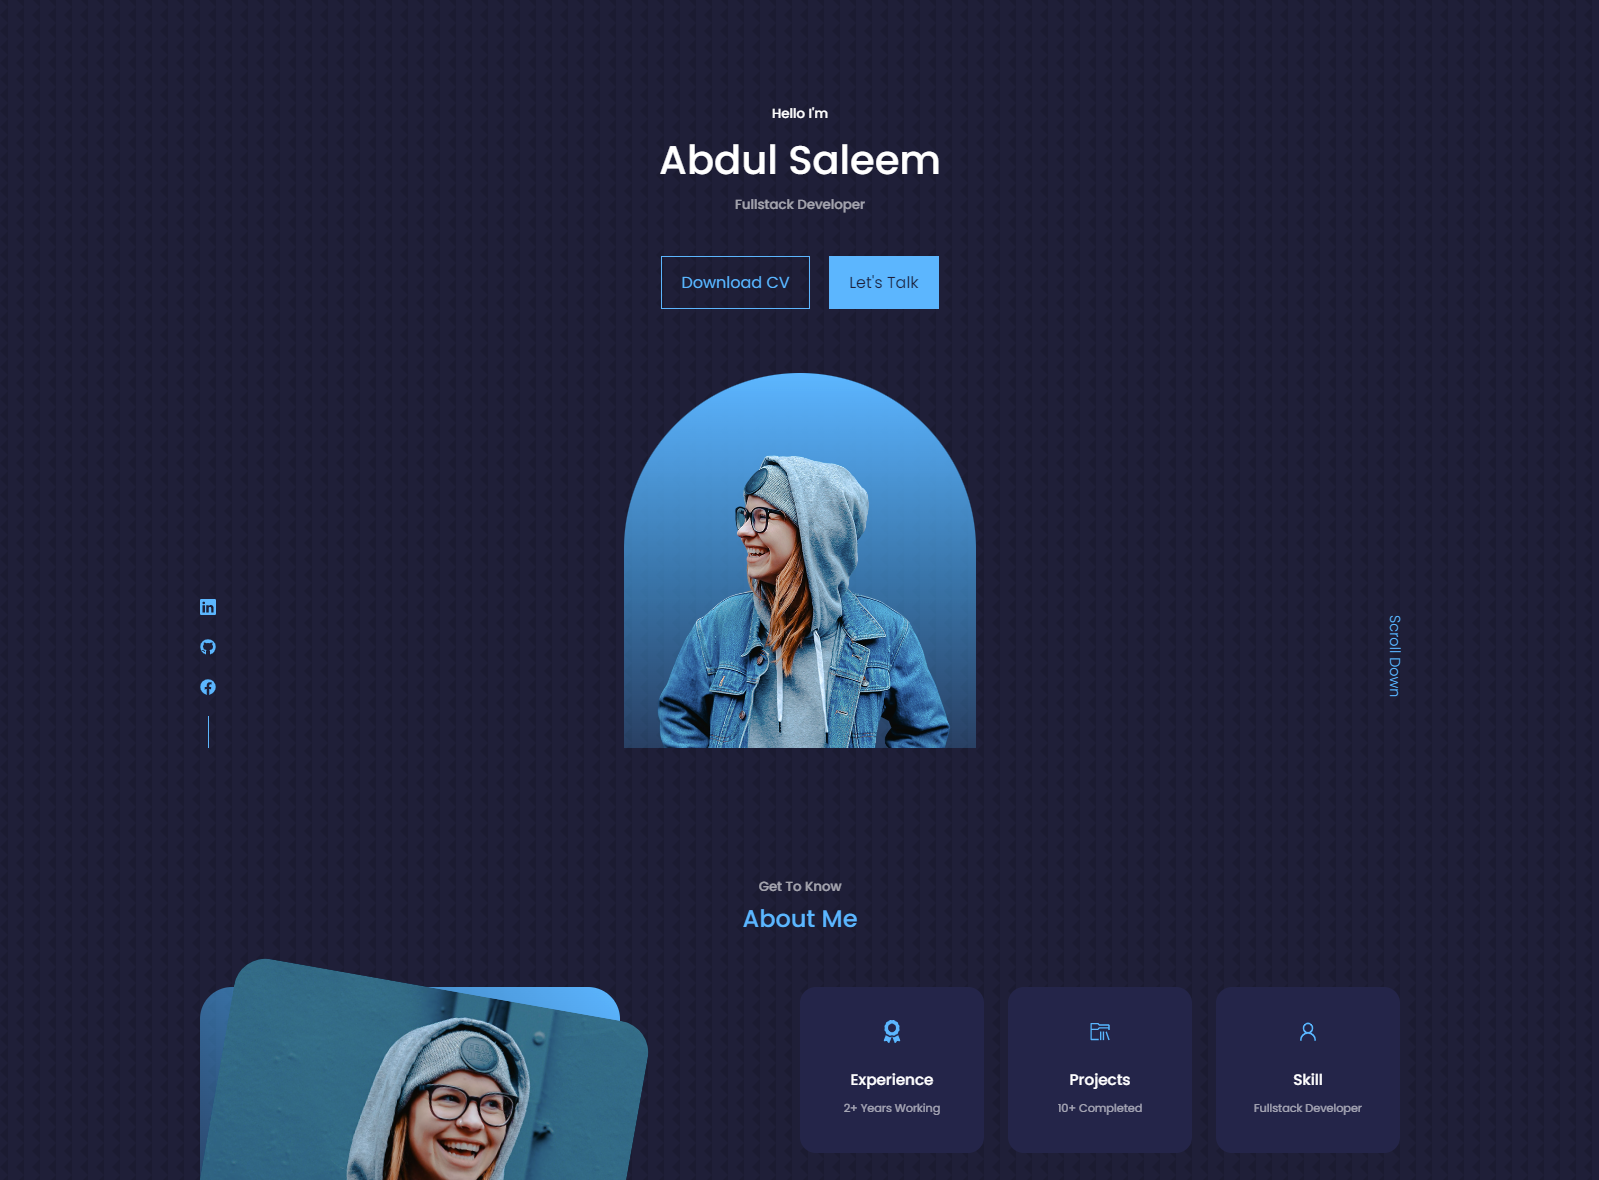 Hello I'm
Abdul Saleem
Fullstack Developer
Download CV
Let's Talk
Scroll Down
Get To Know
About Me
Experience
2+ Years Working
Projects
10+ Completed
Skill
Fullstack Developer